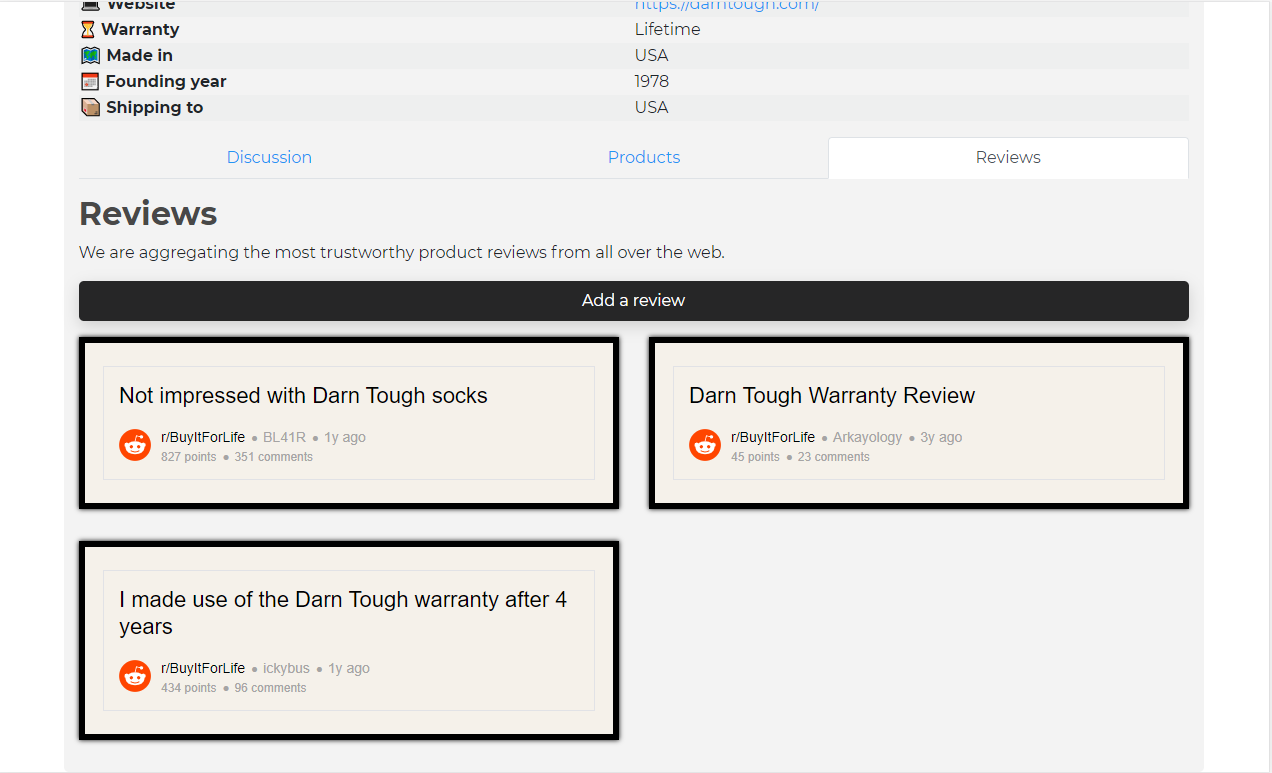 Website https://darntough.com/
Warranty Lifetime
Made in USA
Founding year 1978
Shipping to USA
Discussion Products Reviews
Reviews
We are aggregating the most trustworthy product reviews from all over the web.
Add a review
Not impressed with Darn Tough socks
r/BuyItForLife • BL41R • 1y ago
827 points • 351 comments
Darn Tough Warranty Review
r/BuyItForLife • Arkayology • 3y ago
45 points • 23 comments
I made use of the Darn Tough warranty after 4
years
r/BuyItForLife • ickybus • 1y ago
434 points • 96 comments